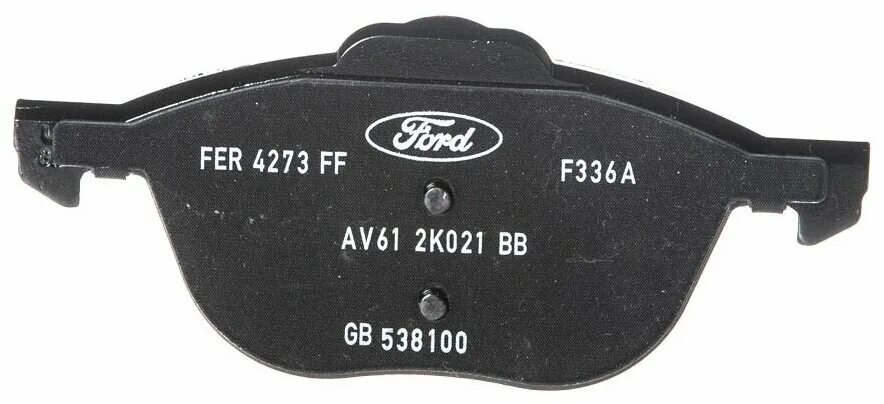 Ford
FER 4273 FF
F336A
AV61 2K021 BB
GB 538100